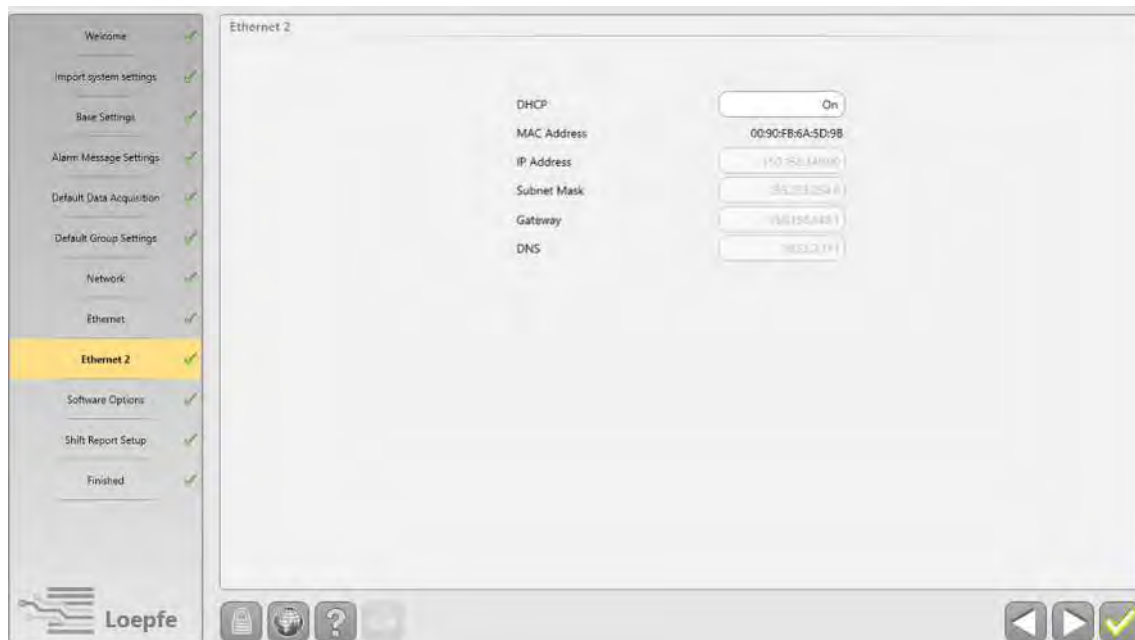 Welcome
Import system settings
Base Settings
Alarm Message Settings
Default Data Acquisition
Default Group Settings
Network
Ethernet
Ethernet 2
Software Options
Shift Report Setup
Finished
Loepfe
Ethernet 2
DHCP On
MAC Address 00:90:FB:6A:5D:9B
IP Address
Subnet Mask
Gateway
DNS
?